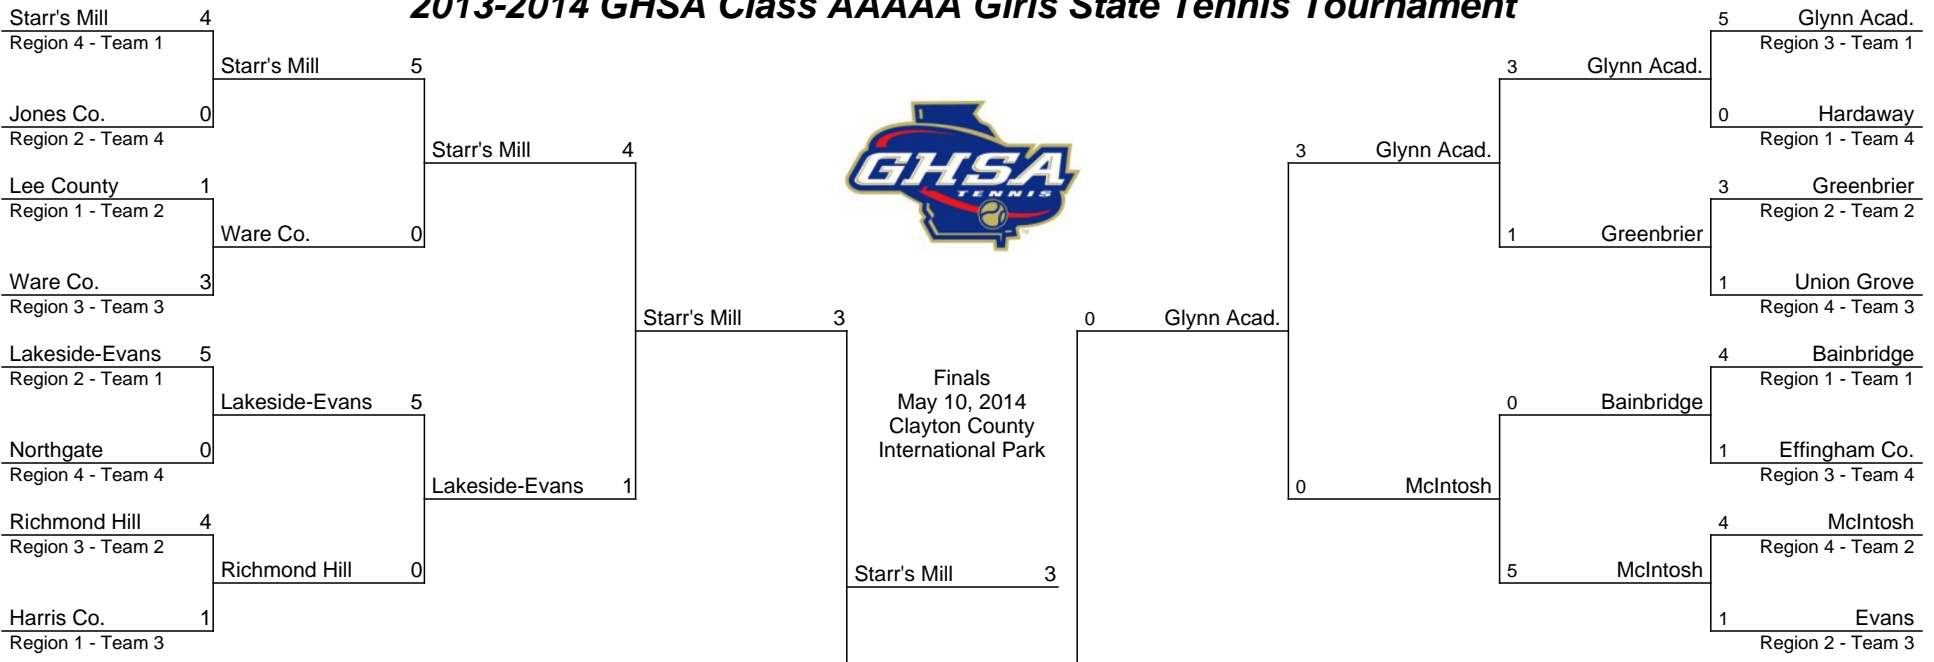 2013-2014 GHSA Class AAAAA Girls State Tennis Tournament
Starr's Mill 4
Region 4 - Team 1
Jones Co. 0
Region 2 - Team 4
Lee County 1
Region 1 - Team 2
Ware Co. 3
Region 3 - Team 3
Lakeside-Evans 5
Region 2 - Team 1
Northgate 0
Region 4 - Team 4
Richmond Hill 4
Region 3 - Team 2
Harris Co. 1
Region 1 - Team 3
Starr's Mill 5
Ware Co. 0
Lakeside-Evans 5
Richmond Hill 0
Starr's Mill 4
Lakeside-Evans 1
Starr's Mill 3
GHSA
TENNIS
Finals
May 10, 2014
Clayton County
International Park
Starr's Mill 3
0 Glynn Acad.
3 Glynn Acad.
0 McIntosh
3 Glynn Acad.
1 Greenbrier
0 Bainbridge
5 McIntosh
5 Glynn Acad.
Region 3 - Team 1
0 Hardaway
Region 1 - Team 4
3 Greenbrier
Region 2 - Team 2
1 Union Grove
Region 4 - Team 3
4 Bainbridge
Region 1 - Team 1
1 Effingham Co.
Region 3 - Team 4
4 McIntosh
Region 4 - Team 2
1 Evans
Region 2 - Team 3